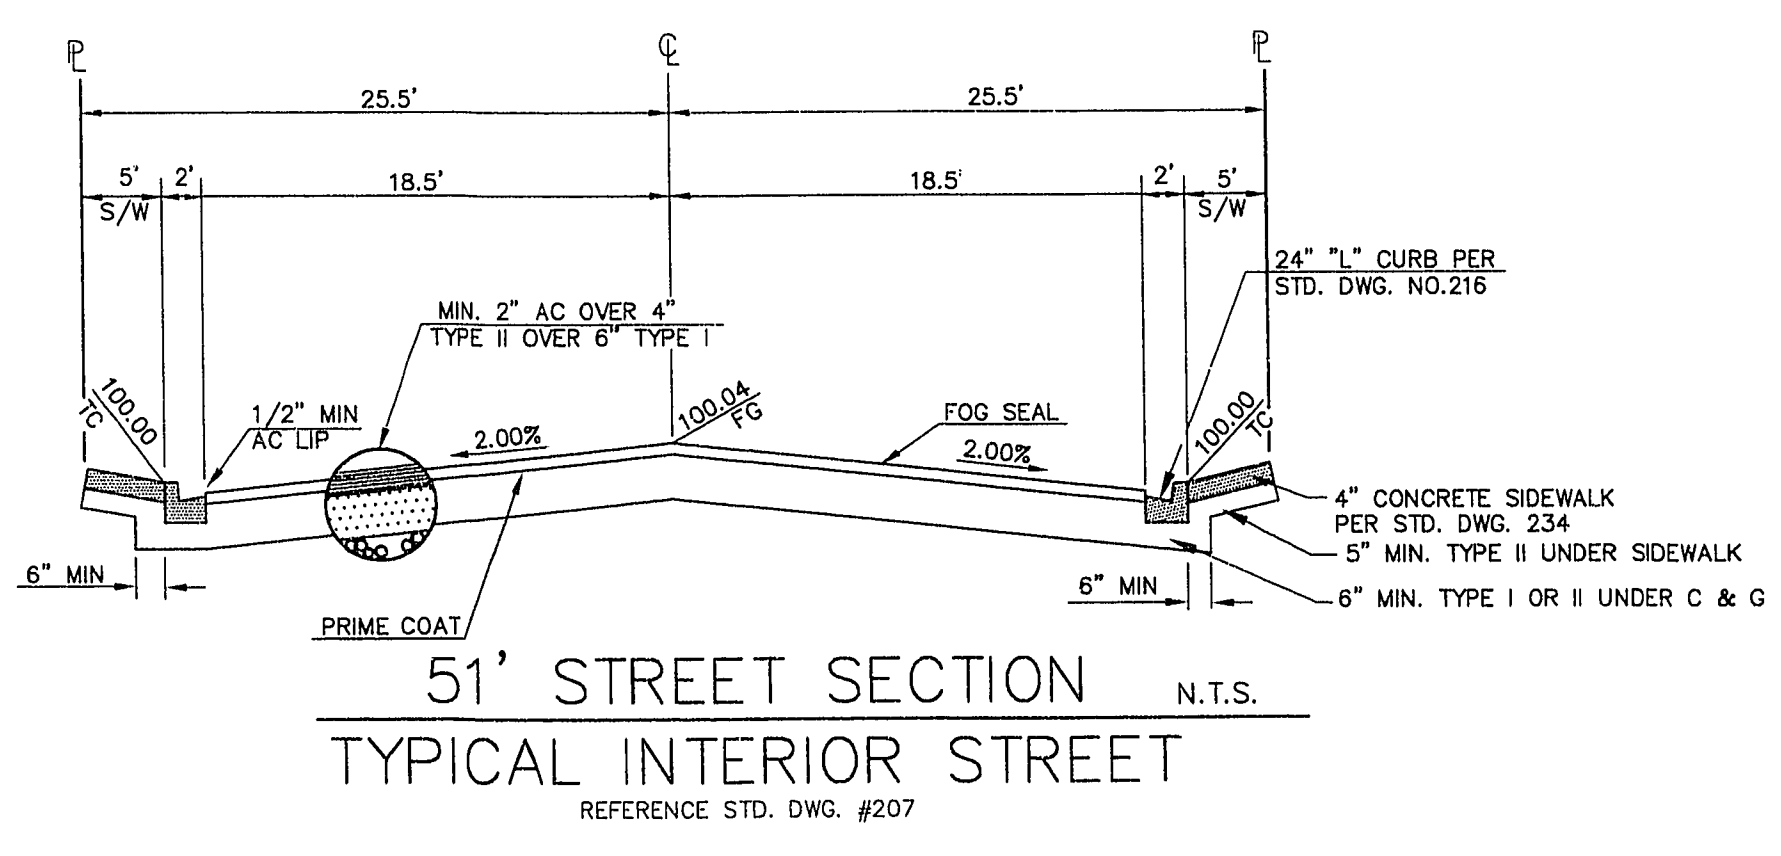 PL
CL
PL
25.5'
25.5'
5'
2'
18.5'
18.5'
2'
5'
S/W
S/W
24" "L" CURB PER
STD. DWG. NO.216
MIN. 2" AC OVER 4"
TYPE II OVER 6" TYPE I
100.00
TC
1/2" MIN
AC LIP
2.00%
100.04
FG
FOG SEAL
2.00%
100.00
TC
4" CONCRETE SIDEWALK
PER STD. DWG. 234
5" MIN. TYPE II UNDER SIDEWALK
6" MIN
6" MIN
6" MIN. TYPE I OR II UNDER C & G
PRIME COAT
51' STREET SECTION N.T.S.
TYPICAL INTERIOR STREET
REFERENCE STD. DWG. #207